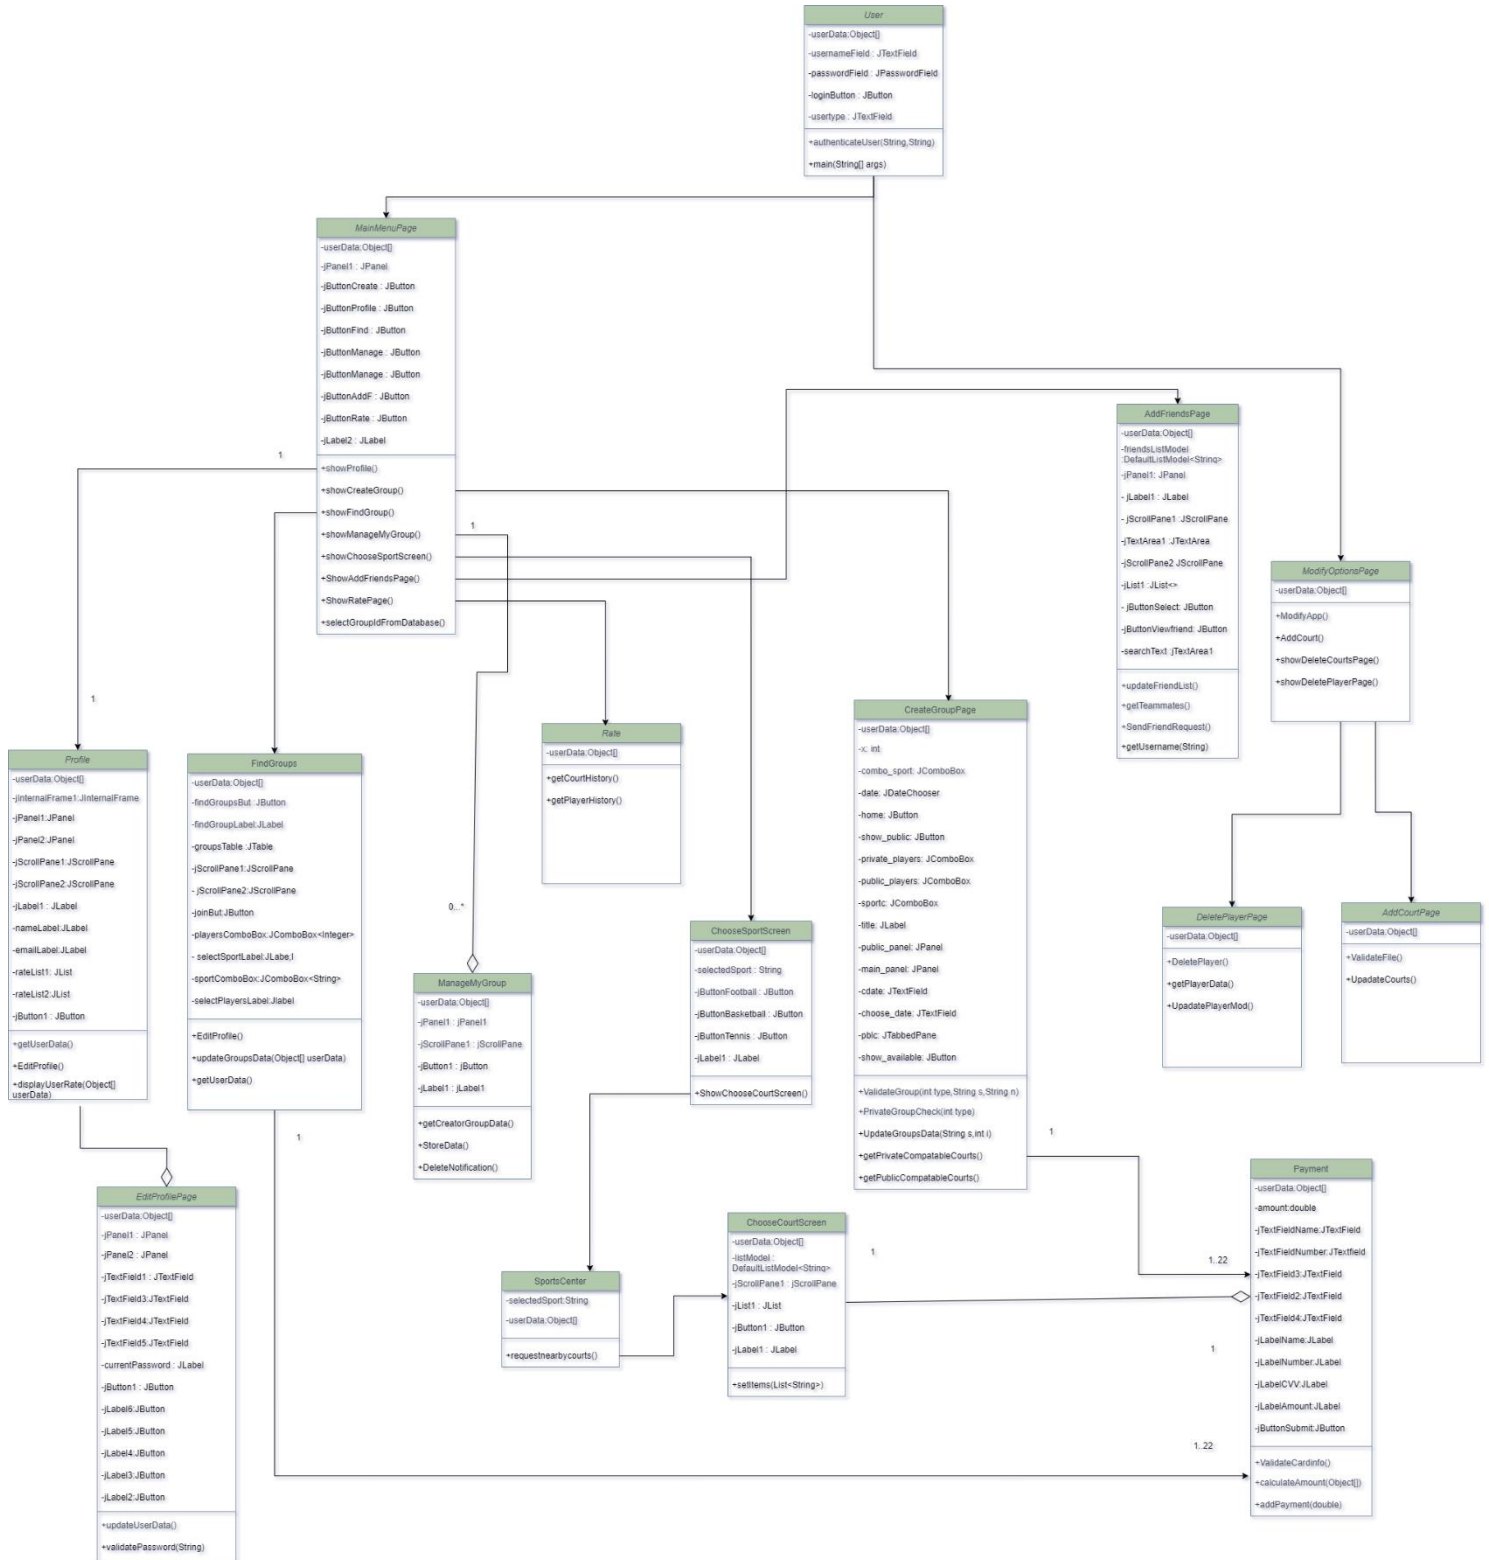 User
-userData:Object[]
-usernameField : JTextField
-passwordField : JPasswordField
-loginButton : JButton
-usertype : JTextField
+authenticateUser(String,String)
+main(String[] args)
MainMenuPage
-userData:Object[]
-jPanel1 : JPanel
-jButtonCreate : JButton
-jButtonProfile : JButton
-jButtonFind : JButton
-jButtonManage : JButton
-jButtonManage : JButton
-jButtonAddF : JButton
-jButtonRate : JButton
-jLabel2 : JLabel
+showProfile()
+showCreateGroup()
+showFindGroup()
+showManageMyGroup()
+showChooseSportScreen()
+ShowAddFriendsPage()
+ShowRatePage()
+selectGroupIdFromDatabase()
1
1
1
AddFriendsPage
-userData:Object[]
-friendsListModel
:DefaultListModel<String>
-jPanel1: JPanel
- jLabel1 : JLabel
- jScrollPane1 :JScrollPane
-jTextArea1 :JTextArea
-jScrollPane2 JScrollPane
-jList1 :JList<>
- jButtonSelect: JButton
-jButtonViewfriend: JButton
-searchText :jTextArea1
+updateFriendList()
+getTeammates()
+SendFriendRequest()
+getUsername(String)
ModifyOptionsPage
-userData:Object[]
+ModifyApp()
+AddCourt()
+showDeleteCourtsPage()
+showDeletePlayerPage()
Profile
-userData:Object[]
-jInternalFrame1:JInternalFrame
-jPanel1:JPanel
-jPanel2:JPanel
-jScrollPane1:JScrollPane
-jScrollPane2:JScrollPane
-jLabel1 : JLabel
-nameLabel:JLabel
-emailLabel:JLabel
-rateList1: JList
-rateList2:JList
-jButton1 : JButton
+getUserData()
+EditProfile()
+displayUserRate(Object[]
userData)
FindGroups
-userData:Object[]
-findGroupsBut :JButton
-findGroupLabel:JLabel
-groupsTable :JTable
-jScrollPane1:JScrollPane
- jScrollPane2:JScrollPane
-joinBut:JButton
-playersComboBox:JComboBox<Integer>
- selectSportLabel:JLabe;l
-sportComboBox:JComboBox<String>
-selectPlayersLabel:Jlabel
+EditProfile()
+updateGroupsData(Object[] userData)
+getUserData()
1
Rate
-userData:Object[]
+getCourtHistory()
+getPlayerHistory()
0...*
ManageMyGroup
-userData:Object[]
-jPanel1 : jPanel1
-jScrollPane1 : jScrollPane
-jButton1 : jButton
-jLabel1 : jLabel1
+getCreatorGroupData()
+StoreData()
+DeleteNotification()
ChooseSportScreen
-userData:Object[]
-selectedSport : String
-jButtonFootball : JButton
-jButtonBasketball : JButton
-jButtonTennis : JButton
-jLabel1 : JLabel
+ShowChooseCourtScreen()
CreateGroupPage
-userData:Object[]
-x: int
-combo_sport: JComboBox
-date: JDateChooser
-home: JButton
-show_public: JButton
-private_players: JComboBox
-public_players: JComboBox
-sportc: JComboBox
-title: JLabel
-public_panel: JPanel
-main_panel: JPanel
-cdate: JTextField
-choose_date: JTextField
-pblc: JTabbedPane
-show_available: JButton
+ValidateGroup(int type,String s,String n)
+PrivateGroupCheck(int type)
+UpdateGroupsData(String s,int i)
+getPrivateCompatableCourts()
+getPublicCompatableCourts()
1
DeletePlayerPage
-userData:Object[]
+DeletePlayer()
+getPlayerData()
+UpadatePlayerMod()
AddCourtPage
-userData:Object[]
+ValidateFile()
+UpadateCourts()
EditProfilePage
-userData:Object[]
-jPanel1 : JPanel
-jPanel2 : JPanel
-jTextField1 : JTextField
-jTextField3:JTextField
-jTextField4:JTextField
-jTextField5:JTextField
-currentPassword : JLabel
-jButton1 : JButton
-jLabel6:JButton
-jLabel5:JButton
-jLabel4:JButton
-jLabel3:JButton
-jLabel2:JButton
+updateUserData()
+validatePassword(String)
SportsCenter
-selectedSport:String
-userData:Object[]
+requestnearbycourts()
ChooseCourtScreen
-userData:Object[]
-listModel :
DefaultListModel<String>
-jScrollPane1 : jScrollPane
-jList1 : JList
-jButton1 : JButton
-jLabel1 : JLabel
+setItems(List<String>)
1
1..22
1
1..22
Payment
-userData:Object[]
-amount:double
-jTextFieldName:JTextField
-jTextFieldNumber:JTextfield
-jTextField3:JTextField
-jTextField2:JTextField
-jTextField4:JTextField
-jLabelName:JLabel
-jLabelNumber:JLabel
-jLabelCVV:JLabel
-jLabelAmount:JLabel
-jButtonSubmit:JButton
+ValidateCardinfo()
+calculateAmount(Object[])
+addPayment(double)